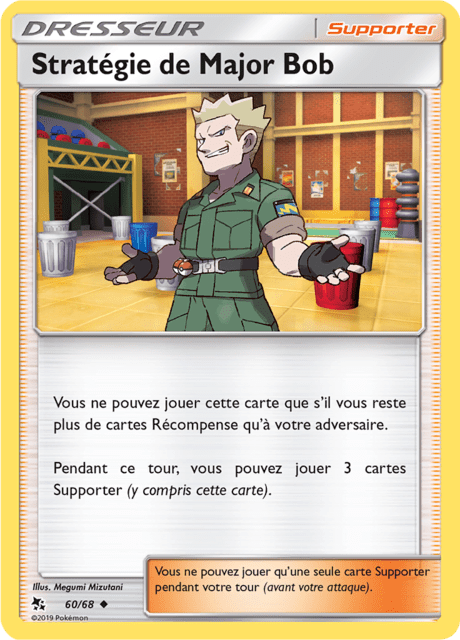 DRESSEUR
Supporter
Stratégie de Major Bob
Vous ne pouvez jouer cette carte que s'il vous reste
plus de cartes Récompense qu'à votre adversaire.
Pendant ce tour, vous pouvez jouer 3 cartes
Supporter (y compris cette carte).
Vous ne pouvez jouer qu'une seule carte Supporter
pendant votre tour (avant votre attaque).
Illus. Megumi Mizutani
60/68
©2019 Pokémon